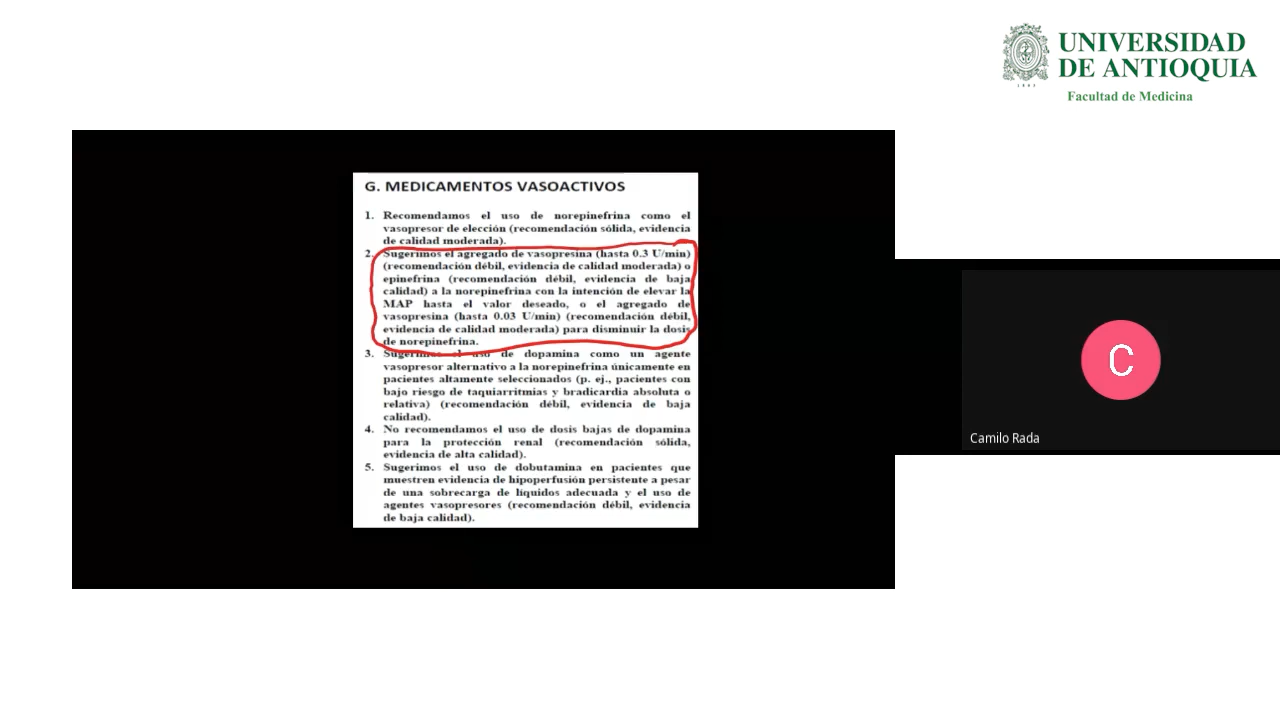 UNIVERSIDAD
DE ANTIOQUIA
1803
Facultad de Medicina
G. MEDICAMENTOS VASOACTIVOS
1. Recomendamos el uso de norepinefrina como el
vasopresor de elección (recomendación sólida, evidencia
de calidad moderada).
2. Sugerimos el agregado de vasopresina (hasta 0.3 U/min)
(recomendación débil, evidencia de calidad moderada) o
epinefrina (recomendación débil, evidencia de baja
calidad) a la norepinefrina con la intención de elevar la
MAP hasta el valor deseado, o el agregado de
vasopresina (hasta 0.03 U/min) (recomendación débil,
evidencia de calidad moderada) para disminuir la dosis
de norepinefrina.
3. Sugerimos el uso de dopamina como un agente
vasopresor alternativo a la norepinefrina únicamente en
pacientes altamente seleccionados (p. ej., pacientes con
bajo riesgo de taquiarritmias y bradicardia absoluta o
relativa) (recomendación débil, evidencia de baja
calidad).
4. No recomendamos el uso de dosis bajas de dopamina
para la protección renal (recomendación sólida,
evidencia de alta calidad).
5. Sugerimos el uso de dobutamina en pacientes que
muestren evidencia de hipoperfusión persistente a pesar
de una sobrecarga de líquidos adecuada y el uso de
agentes vasopresores (recomendación débil, evidencia
de baja calidad).
C
Camilo Rada